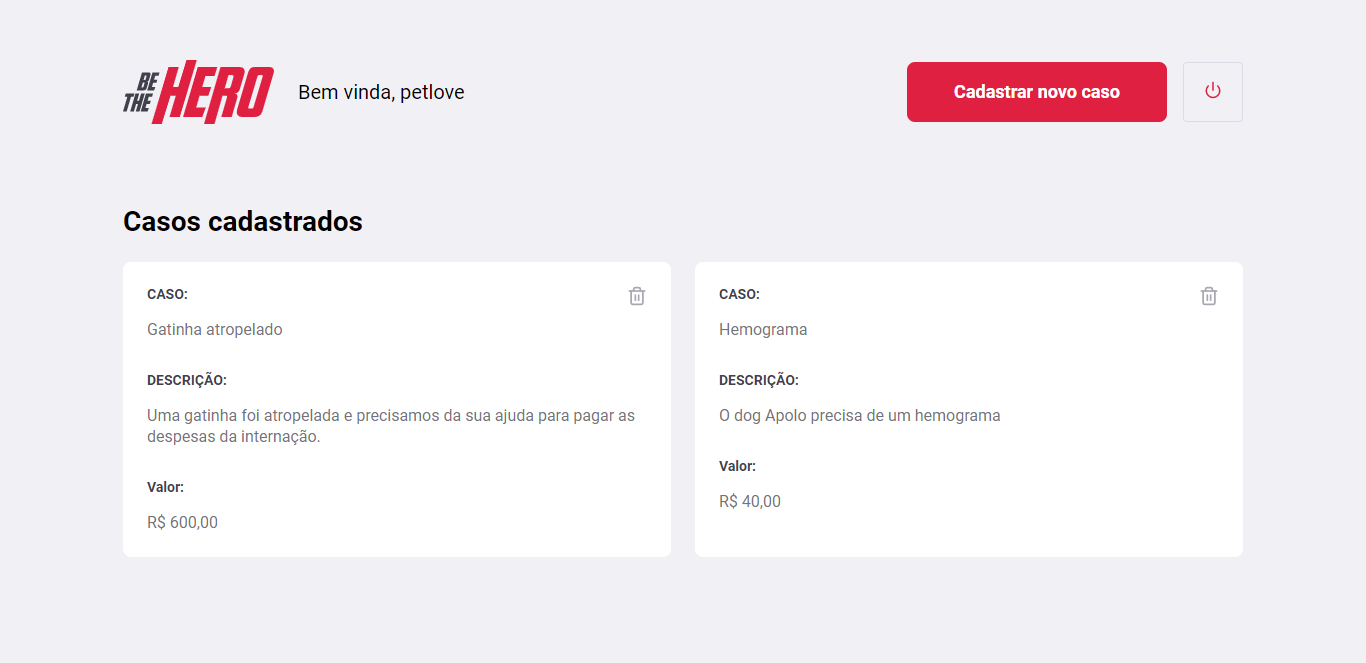 BE THE HERO
Bem vinda, petlove
Cadastrar novo caso
Casos cadastrados
CASO:
Gatinha atropelado
DESCRIÇÃO:
Uma gatinha foi atropelada e precisamos da sua ajuda para pagar as
despesas da internação.
Valor:
R$ 600,00
CASO:
Hemograma
DESCRIÇÃO:
O dog Apolo precisa de um hemograma
Valor:
R$ 40,00